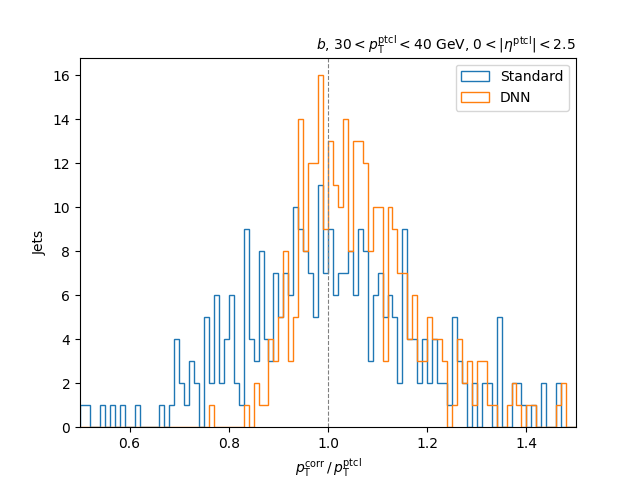 b, 30 < p_T^ptcl < 40 GeV, 0 < |η^ptcl| < 2.5
Standard
DNN
16
14
12
10
8
6
4
2
0
Jets
0.6 0.8 1.0 1.2 1.4
p_T^corr / p_T^ptcl